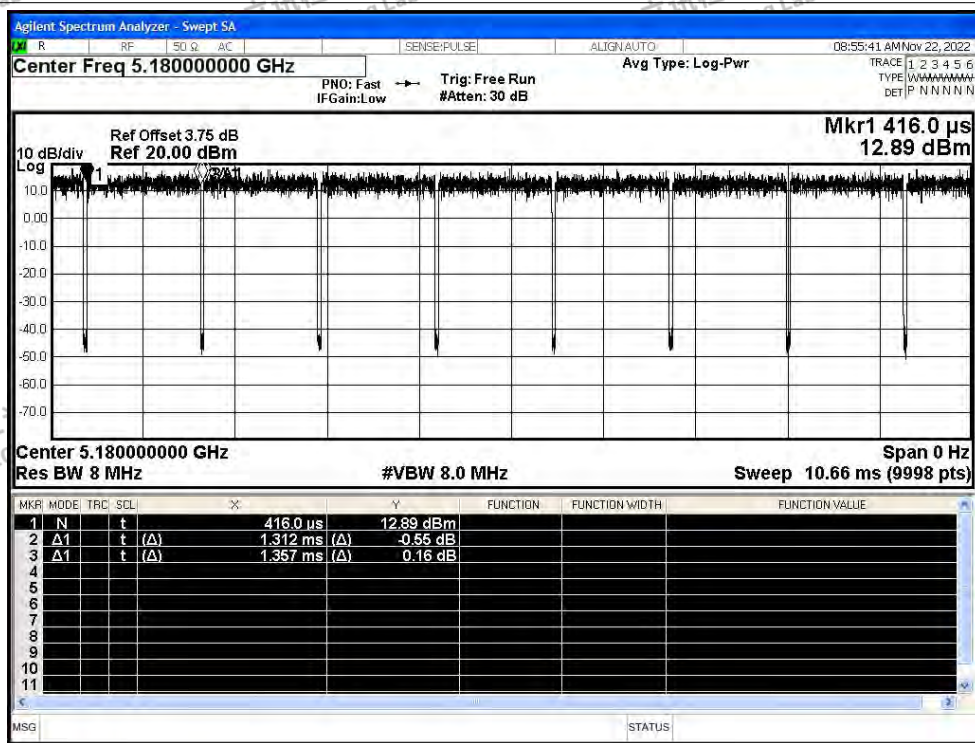 Agilent Spectrum Analyzer - Swept SA
R RF 50 Ω AC SENSE:PULSE ALIGN AUTO 08:55:41 AM Nov 22, 2022
Center Freq 5.180000000 GHz Avg Type: Log-Pwr TRACE 1 2 3 4 5 6
PNO: Fast Trig: Free Run TYPE WWWWWW
IFGain:Low #Atten: 30 dB DET P N N N N N
Ref Offset 3.75 dB Mkr1 416.0 µs
10 dB/div Ref 20.00 dBm 12.89 dBm
Log
1
10.0
0.00
-10.0
-20.0
-30.0
-40.0
-50.0
-60.0
-70.0
Center 5.180000000 GHz Span 0 Hz
Res BW 8 MHz #VBW 8.0 MHz Sweep 10.66 ms (9998 pts)
MKR MODE TRC SCL X Y FUNCTION FUNCTION WIDTH FUNCTION VALUE
1 N t 416.0 µs 12.89 dBm
2 Δ1 t (Δ) 1.312 ms (Δ) -0.55 dB
3 Δ1 t (Δ) 1.357 ms (Δ) 0.16 dB
4
5
6
7
8
9
10
11
MSG STATUS